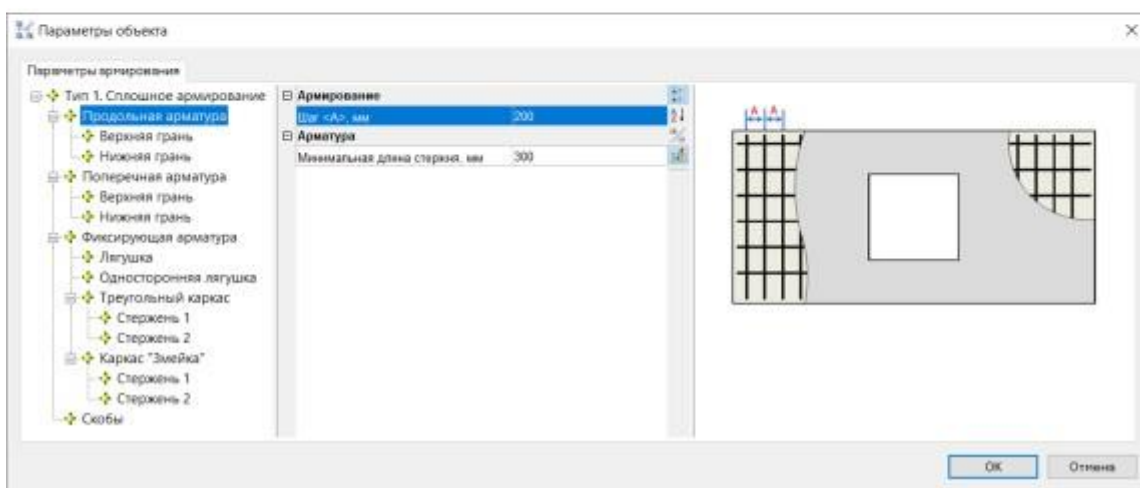 Параметры объекта
Параметры армирования
Тип 1. Сплошное армирование
Продольная арматура
Верхняя грань
Нижняя грань
Поперечная арматура
Верхняя грань
Нижняя грань
Фиксирующая арматура
Лягушка
Односторонняя лягушка
Треугольный каркас
Стержень 1
Стержень 2
Каркас "Змейка"
Стержень 1
Стержень 2
Скобы
Армирование
Шаг <A>, мм 200
Арматура
Минимальная длина стержня, мм 300
A A
OK Отмена